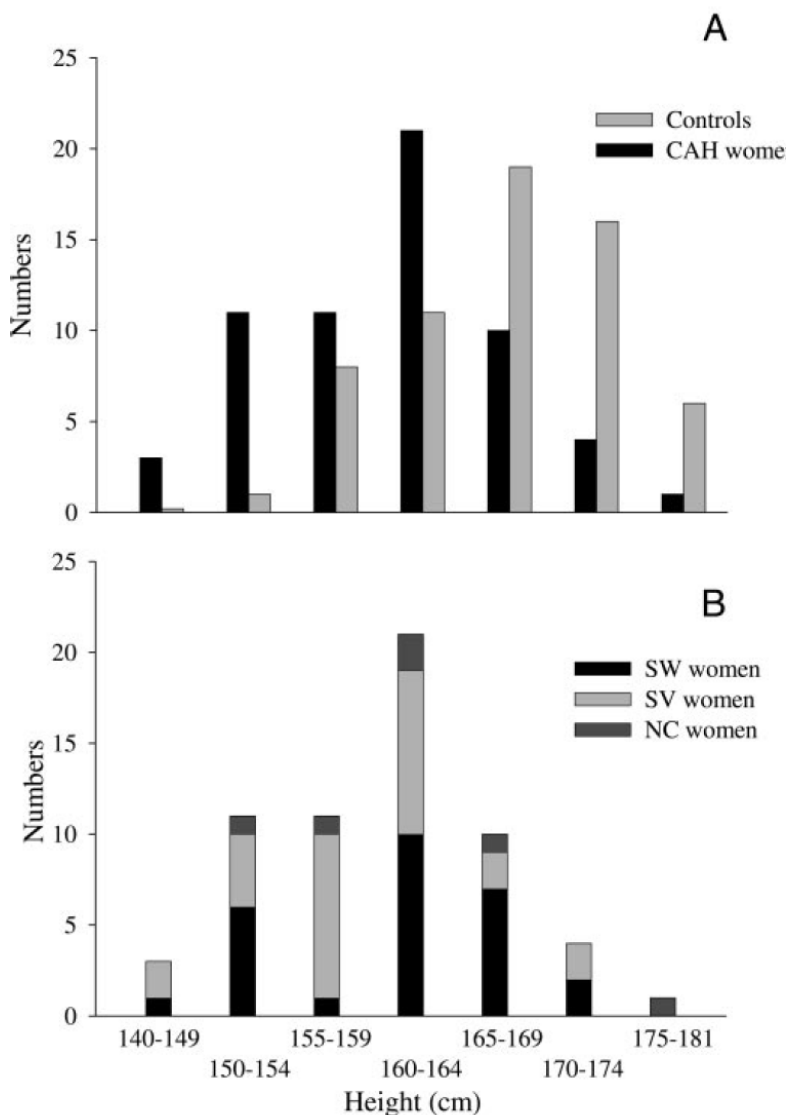 A
25
Controls
CAH wome
20
15
Numbers
10
5
0
25
B
SW women
SV women
NC women
20
15
Numbers
10
5
0
140-149 155-159 165-169 175-181
150-154 160-164 170-174
Height (cm)